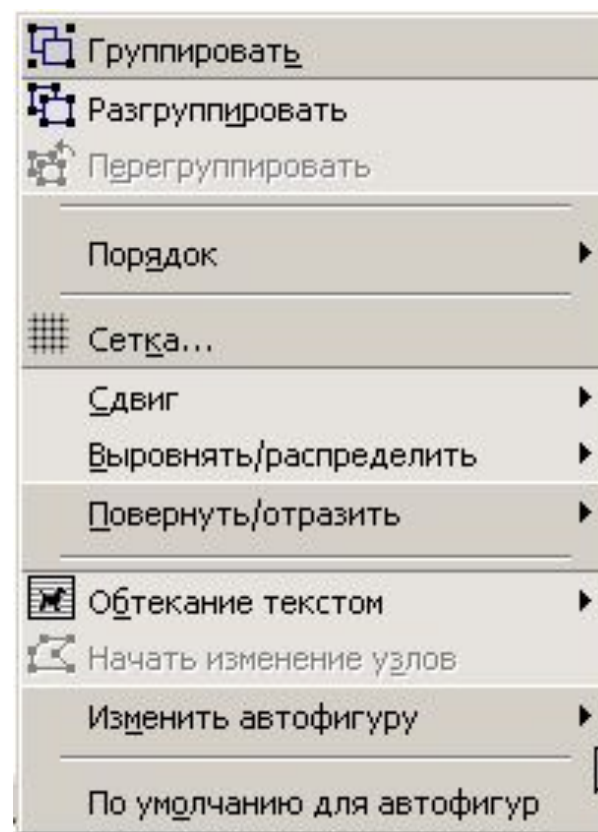 Группировать
Разгруппировать
Перегруппировать
Порядок
Сетка...
Сдвиг
Выровнять/распределить
Повернуть/отразить
Обтекание текстом
Начать изменение узлов
Изменить автофигуру
По умолчанию для автофигур